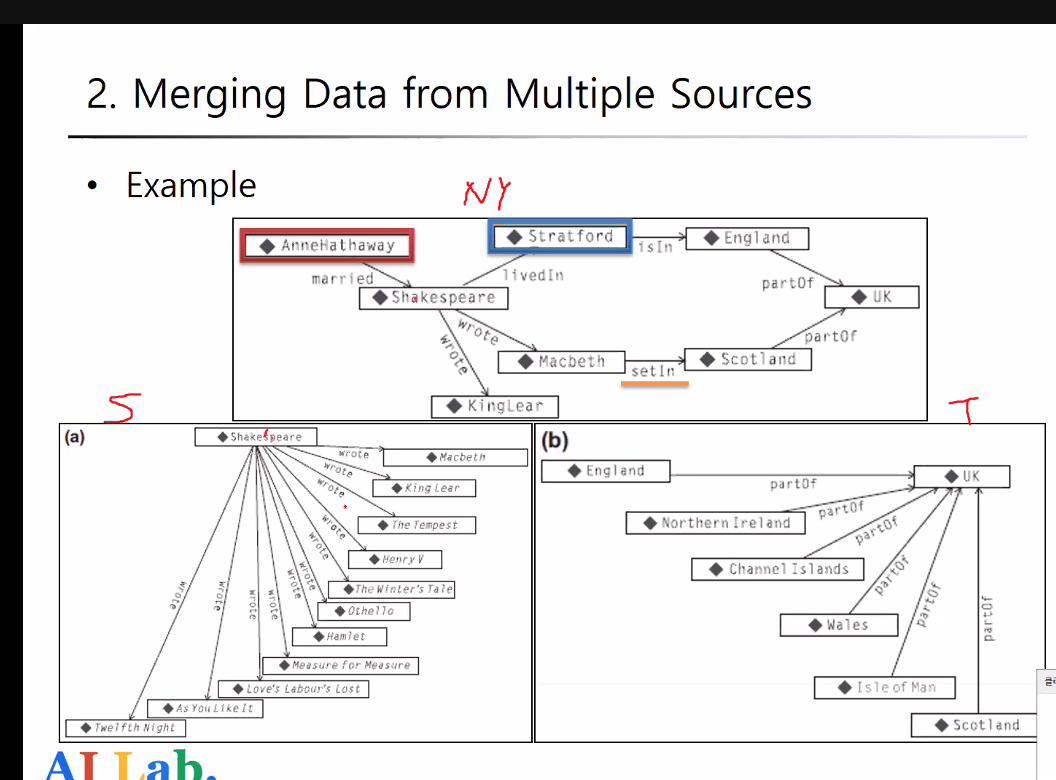 2. Merging Data from Multiple Sources
• Example
NY
AnneHathaway
Stratford
isIn
England
married
livedIn
partOf
Shakespeare
UK
wrote
wrote
partOf
Macbeth
setIn
Scotland
KingLear
S
T
(a)
Shakespeare
wrote
Macbeth
wrote
King Lear
wrote
The Tempest
wrote
Henry V
wrote
The Winter's Tale
wrote
Othello
wrote
Hamlet
wrote
Measure for Measure
wrote
Love's Labour's Lost
wrote
As You Like It
wrote
Twelfth Night
(b)
England
partOf
UK
Northern Ireland
partOf
Channel Islands
partOf
Wales
partOf
Isle of Man
partOf
Scotland
partOf
AI Lab.